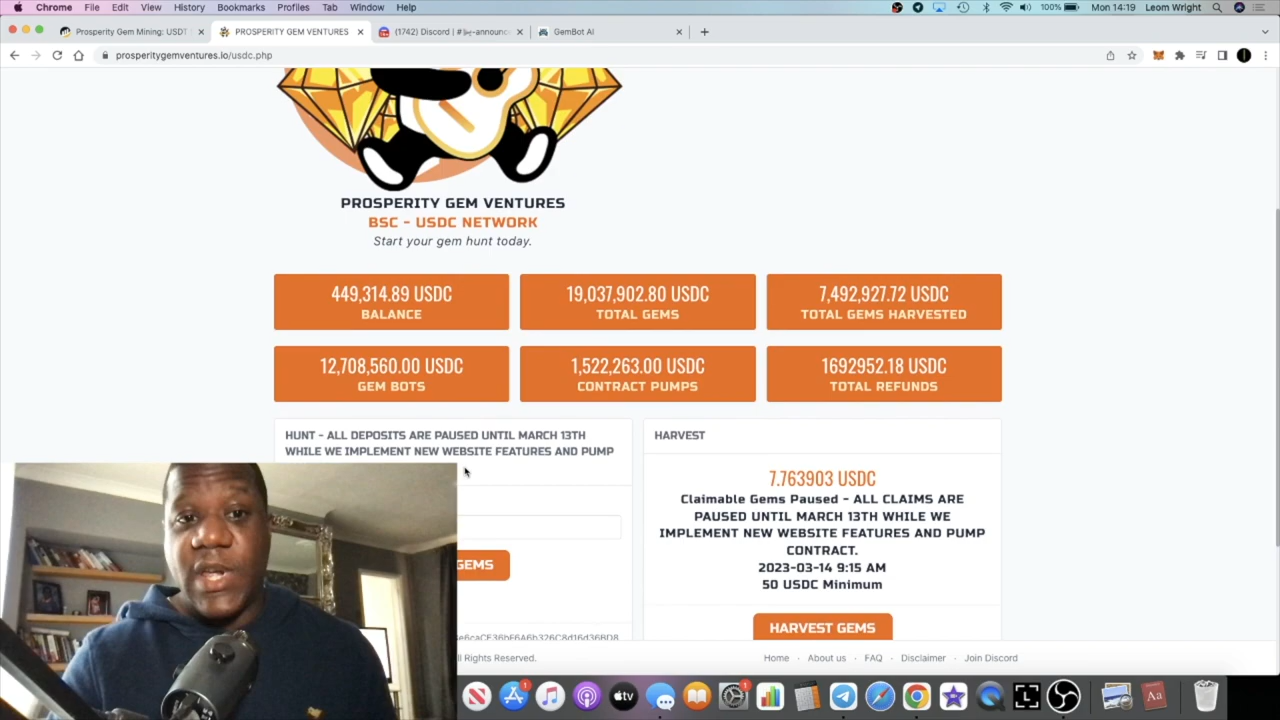 Chrome File Edit View History Bookmarks Profiles Tab Window Help 100% Mon 14:19 Leom Wright
Prosperity Gem Mining: USDT
PROSPERITY GEM VENTURES
(1742) Discord |
GemBot AI
prosperitygemventures.io/usdc.php
PROSPERITY GEM VENTURES
BSC - USDC NETWORK
Start your gem hunt today.
449,314.89 USDC
BALANCE
19,037,902.80 USDC
TOTAL GEMS
7,492,927.72 USDC
TOTAL GEMS HARVESTED
12,708,560.00 USDC
GEM BOTS
1,522,263.00 USDC
CONTRACT PUMPS
1692952.18 USDC
TOTAL REFUNDS
HUNT - ALL DEPOSITS ARE PAUSED UNTIL MARCH 13TH
WHILE WE IMPLEMENT NEW WEBSITE FEATURES AND PUMP
GEMS
HARVEST
7.763903 USDC
Claimable Gems Paused - ALL CLAIMS ARE
PAUSED UNTIL MARCH 13TH WHILE WE
IMPLEMENT NEW WEBSITE FEATURES AND PUMP
CONTRACT.
2023-03-14 9:15 AM
50 USDC Minimum
HARVEST GEMS
All Rights Reserved.
Home · About us · FAQ · Disclaimer · Join Discord
tv
Aa